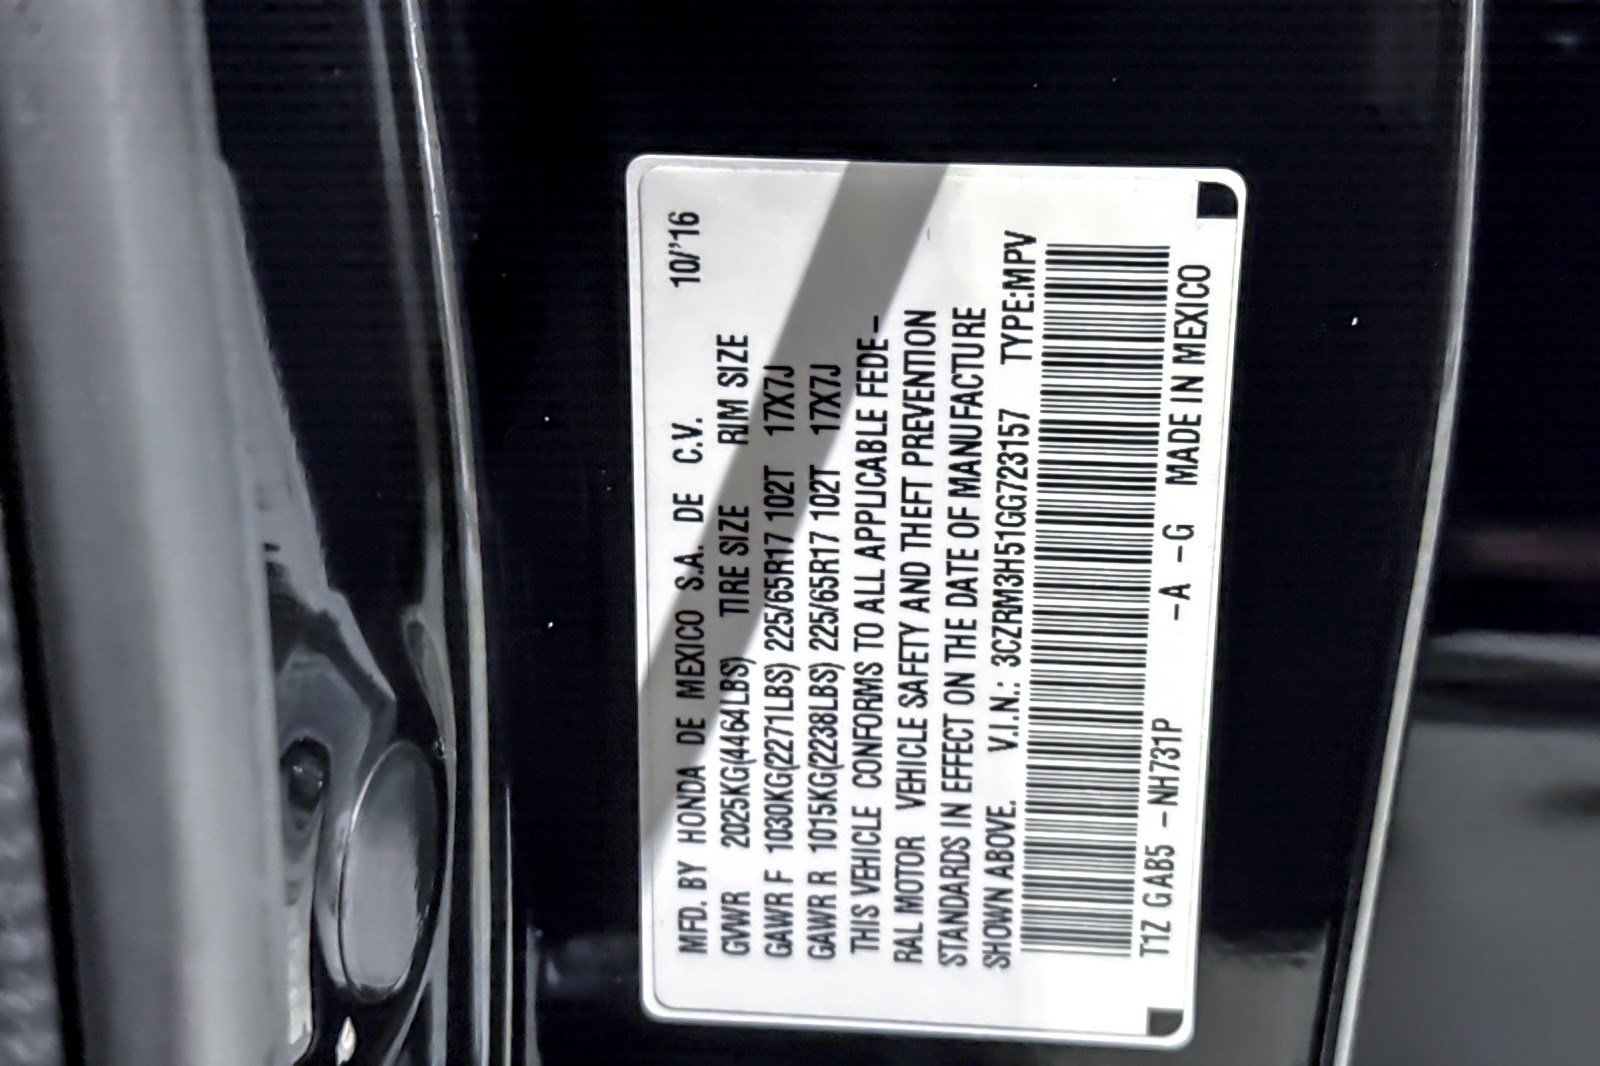 MFD. BY HONDA DE MEXICO S.A. DE C.V. 10/'16
GVWR 2025KG(4464LBS) TIRE SIZE RIM SIZE
GAWR F 1030KG(2271LBS) 225/65R17 102T 17X7J
GAWR R 1015KG(2238LBS) 225/65R17 102T 17X7J
THIS VEHICLE CONFORMS TO ALL APPLICABLE FEDE-
RAL MOTOR VEHICLE SAFETY AND THEFT PREVENTION
STANDARDS IN EFFECT ON THE DATE OF MANUFACTURE
SHOWN ABOVE. V.I.N.: 3CZRM3H51GG723157 TYPE:MPV
T1Z GAB5 -NH731P -A -G MADE IN MEXICO